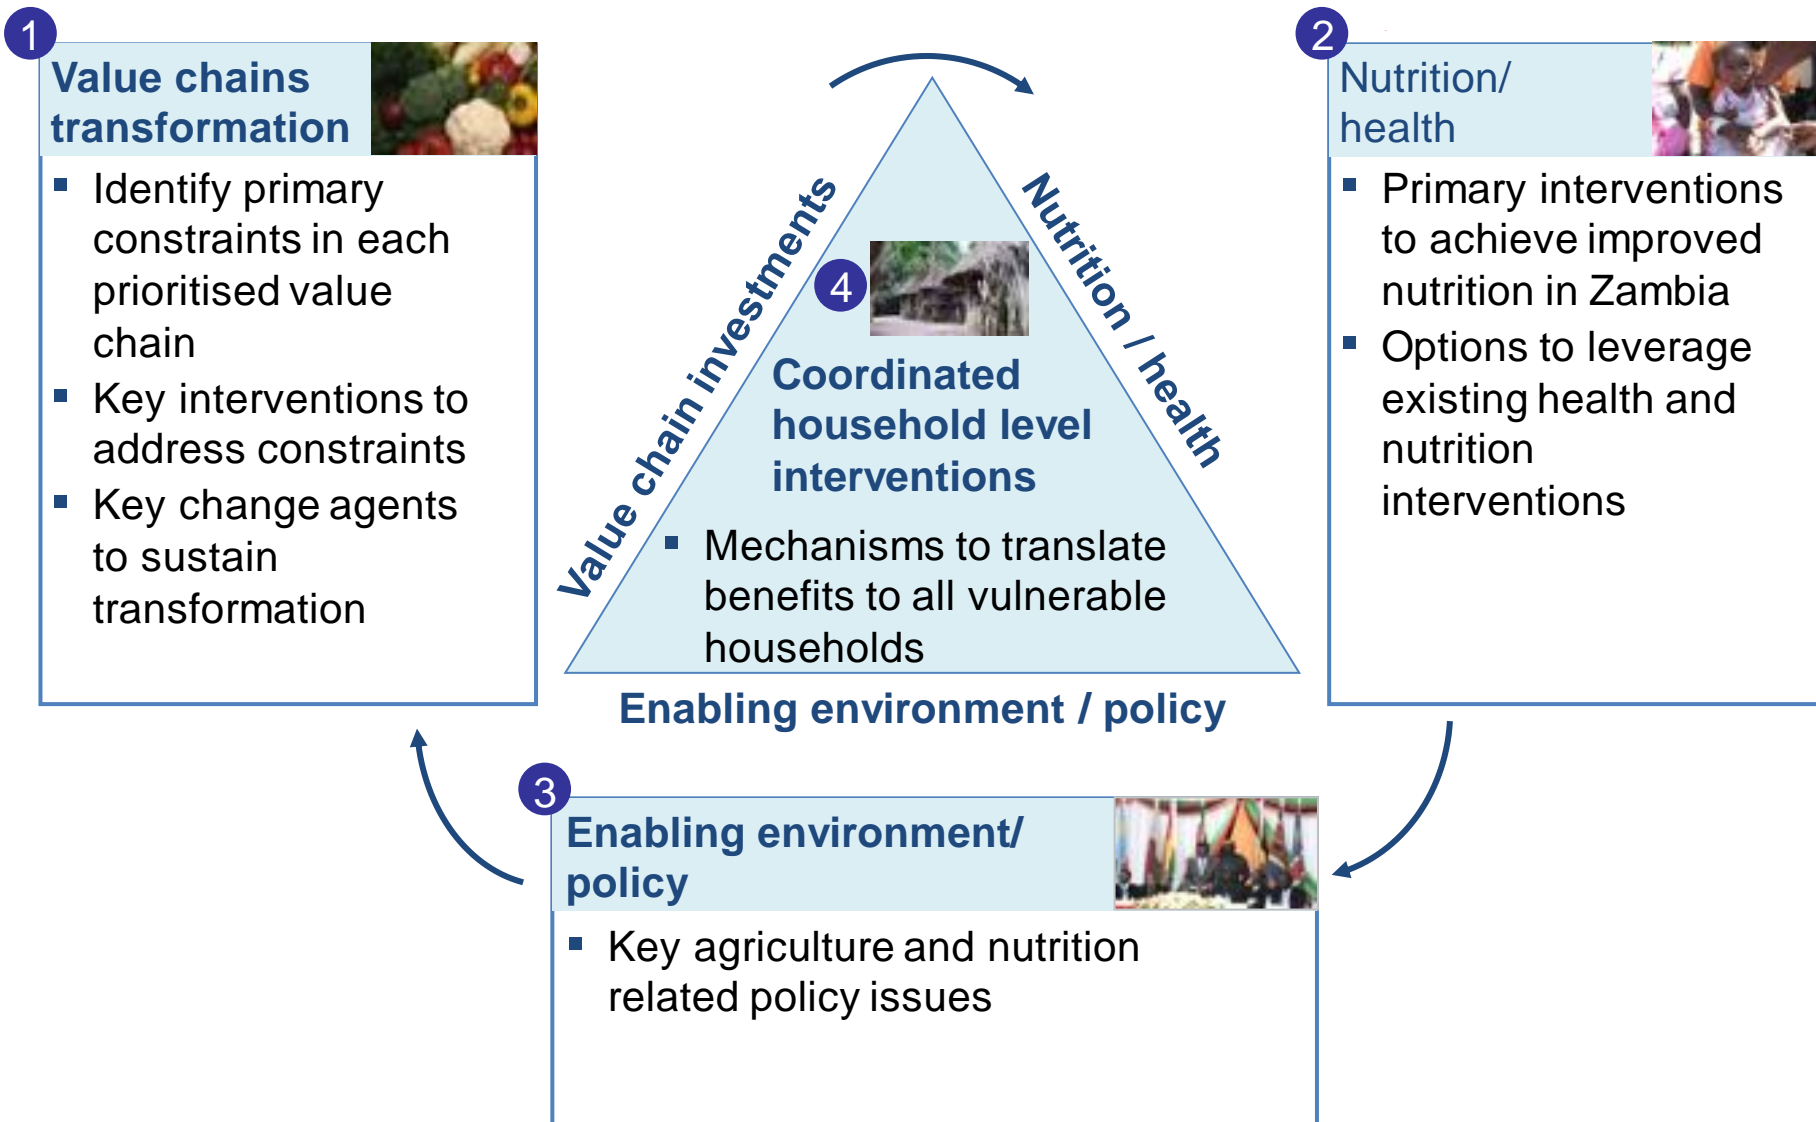 1
Value chains
transformation
▪ Identify primary
constraints in each
prioritised value
chain
▪ Key interventions to
address constraints
▪ Key change agents
to sustain
transformation
2
Nutrition/
health
▪ Primary interventions
to achieve improved
nutrition in Zambia
▪ Options to leverage
existing health and
nutrition
interventions
Value chain investments
Nutrition / health
4
Coordinated
household level
interventions
▪ Mechanisms to translate
benefits to all vulnerable
households
Enabling environment / policy
3
Enabling environment/
policy
▪ Key agriculture and nutrition
related policy issues